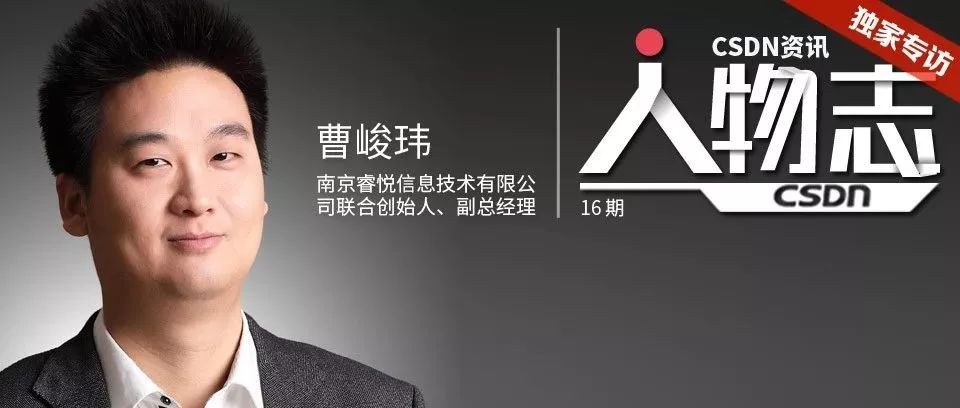 曹峻玮
南京睿悦信息技术有限公
司联合创始人、副总经理
独家专访
CSDN资讯
人物志
CSDN
16期